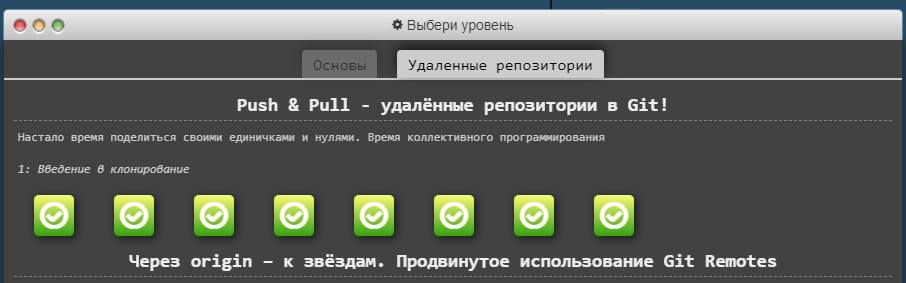 Выбери уровень
Основы
Удаленные репозитории
Push & Pull - удалённые репозитории в Git!
Настало время поделиться своими единичками и нулями. Время коллективного программирования
1: Введение в клонирование
Через origin – к звёздам. Продвинутое использование Git Remotes